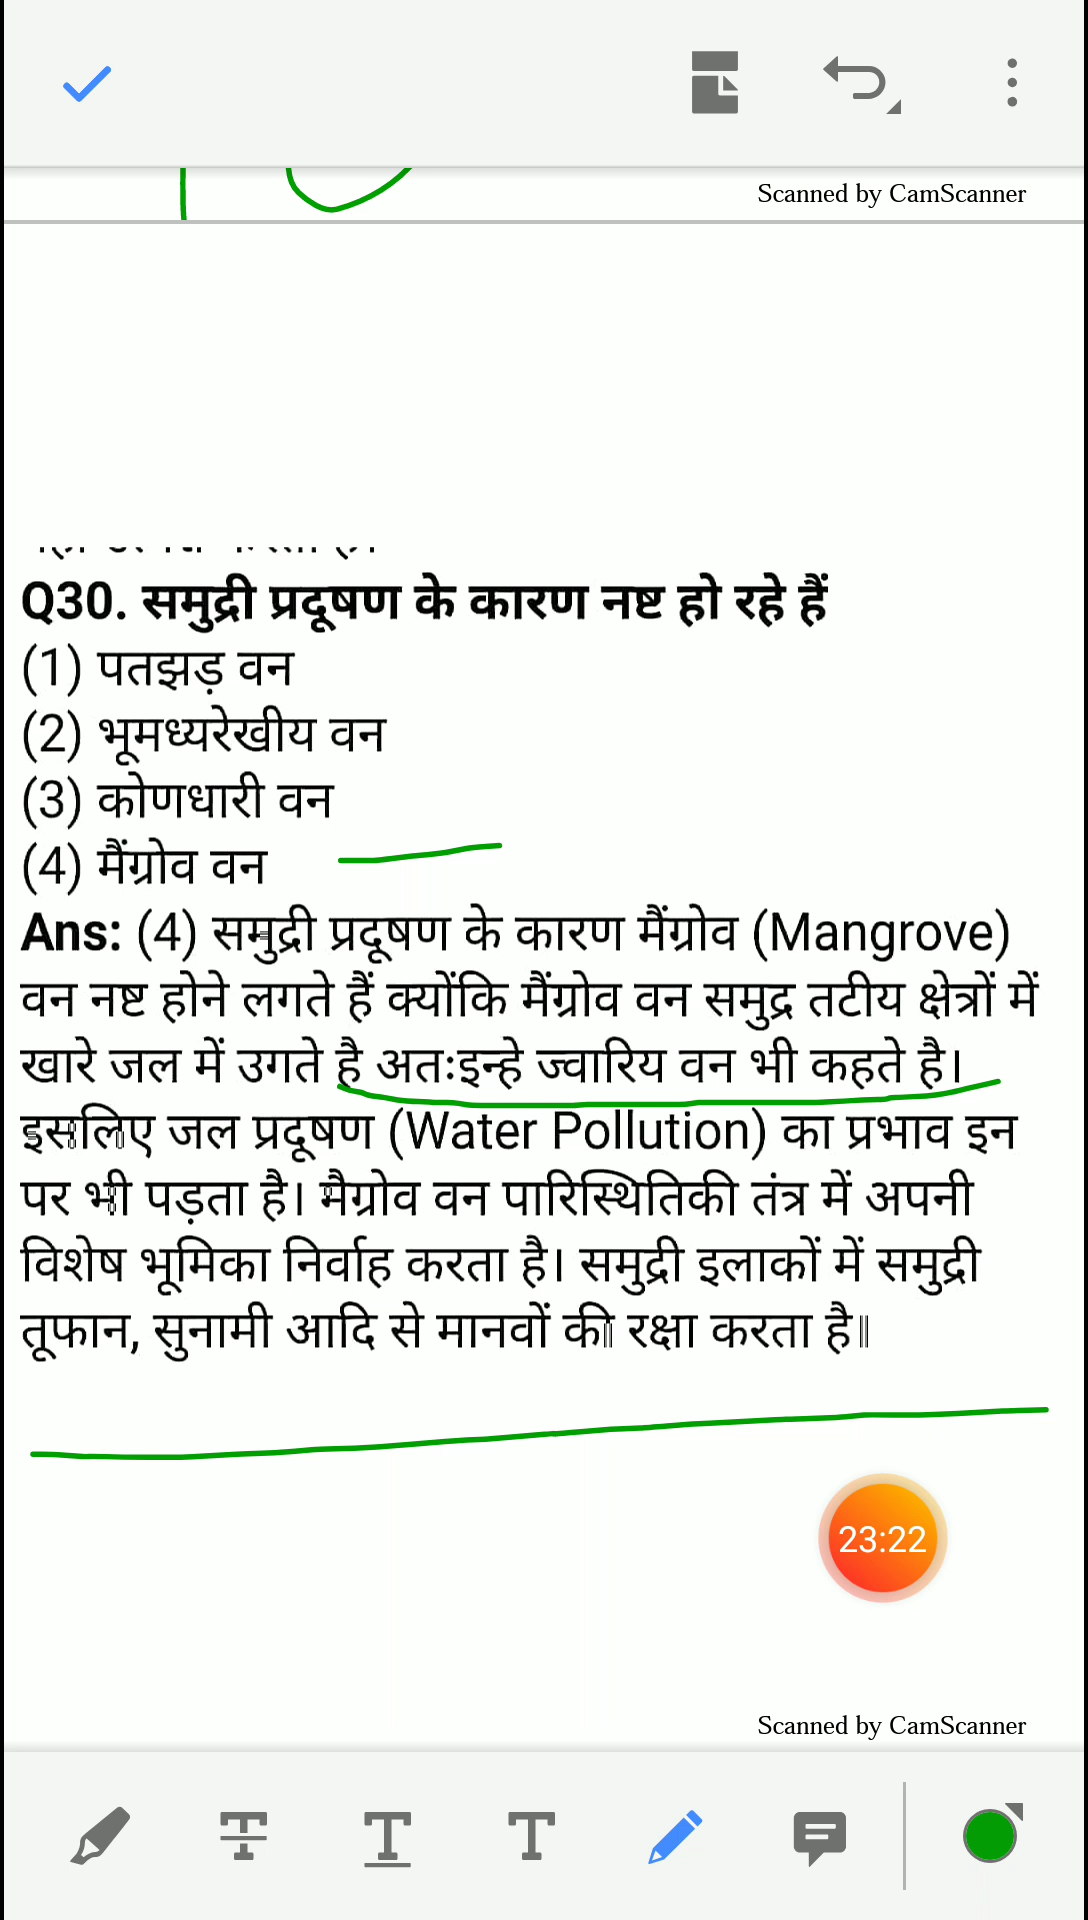 Scanned by CamScanner
Q30. समुद्री प्रदूषण के कारण नष्ट हो रहे हैं
(1) पतझड़ वन
(2) भूमध्यरेखीय वन
(3) कोणधारी वन
(4) मैंग्रोव वन
Ans: (4) समुद्री प्रदूषण के कारण मैंग्रोव (Mangrove)
वन नष्ट होने लगते हैं क्योंकि मैंग्रोव वन समुद्र तटीय क्षेत्रों में
खारे जल में उगते है अतःइन्हे ज्वारिय वन भी कहते है।
इसलिए जल प्रदूषण (Water Pollution) का प्रभाव इन
पर भी पड़ता है। मैग्रोव वन पारिस्थितिकी तंत्र में अपनी
विशेष भूमिका निर्वाह करता है। समुद्री इलाकों में समुद्री
तूफान, सुनामी आदि से मानवों की रक्षा करता है।
23:22
Scanned by CamScanner